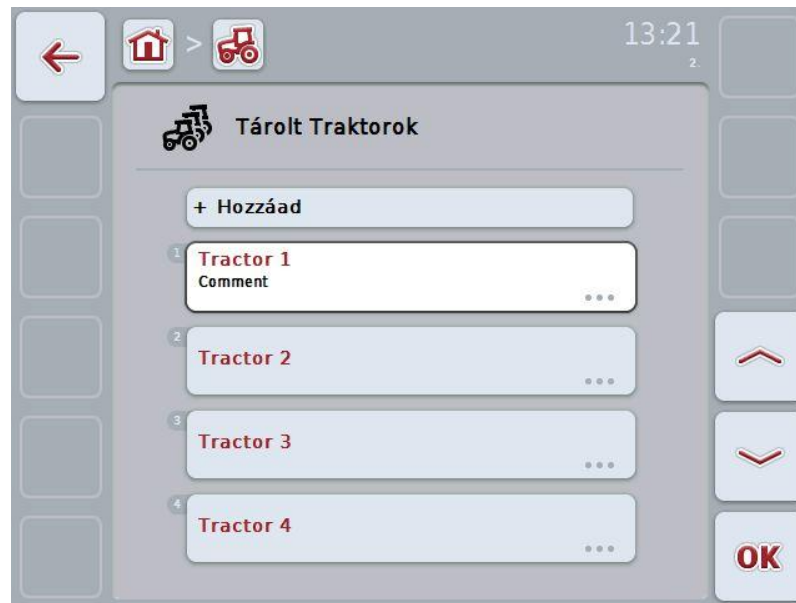 >
13:21
2.
Tárolt Traktorok
+ Hozzáad
1
Tractor 1
Comment
2
Tractor 2
3
Tractor 3
4
Tractor 4
OK